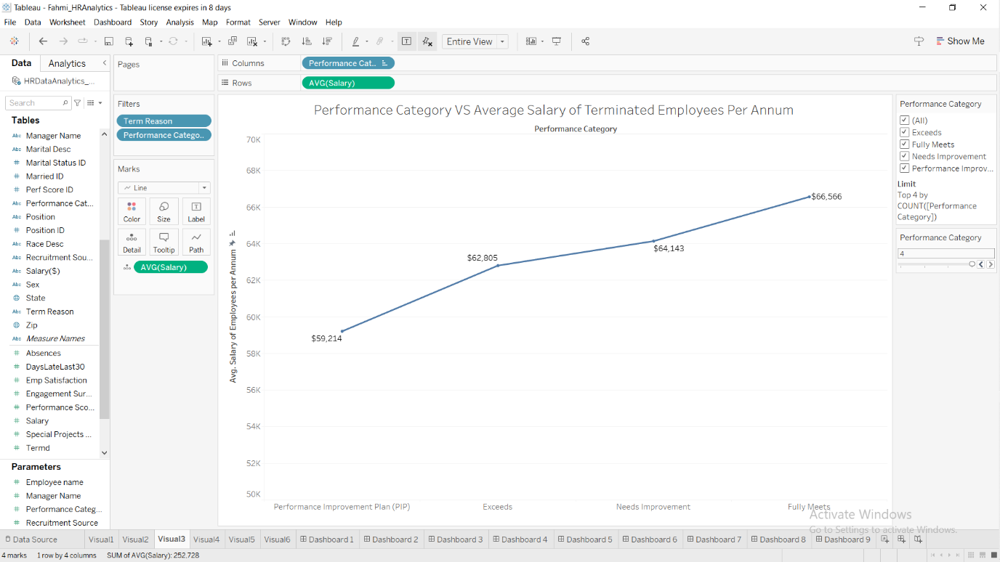 Tableau - Fahmi_HRAnalytics - Tableau license expires in 8 days
File Data Worksheet Dashboard Story Analysis Map Format Server Window Help
Entire View
Show Me
Data Analytics
HRDataAnalytics_...
Search
Tables
Abc Manager Name
Abc Marital Desc
# Marital Status ID
# Married ID
# Perf Score ID
Abc Performance Cat...
Abc Position
# Position ID
Abc Race Desc
Abc Recruitment Sou...
Abc Salary($)
Abc Sex
State
Abc Term Reason
Zip
Abc Measure Names
# Absences
# DaysLateLast30
# Emp Satisfaction
# Engagement Sur...
# Performance Sco...
# Salary
# Special Projects ...
# Termd
Parameters
# Employee name
# Manager Name
# Performance Categ...
# Recruitment Source
Pages
Filters
Term Reason
Performance Catego..
Marks
Line
Color Size Label
Detail Tooltip Path
AVG(Salary)
Columns Performance Cat..
Rows AVG(Salary)
Performance Category VS Average Salary of Terminated Employees Per Annum
Performance Category
Avg. Salary of Employees per Annum
70K
68K
66K
64K
62K
60K
58K
56K
54K
52K
50K
$59,214
$62,805
$64,143
$66,566
Performance Improvement Plan (PIP) Exceeds Needs Improvement Fully Meets
Performance Category
(All)
Exceeds
Fully Meets
Needs Improvement
Performance Improv...
Limit
Top 4 by
COUNT([Performance
Category])
Performance Category
4
Activate Windows
Go to Settings to activate Windows.
Data Source Visual1 Visual2 Visual3 Visual4 Visual5 Visual6 Dashboard 1 Dashboard 2 Dashboard 3 Dashboard 4 Dashboard 5 Dashboard 6 Dashboard 7 Dashboard 8 Dashboard 9
4 marks 1 row by 4 columns SUM of AVG(Salary): 252,728